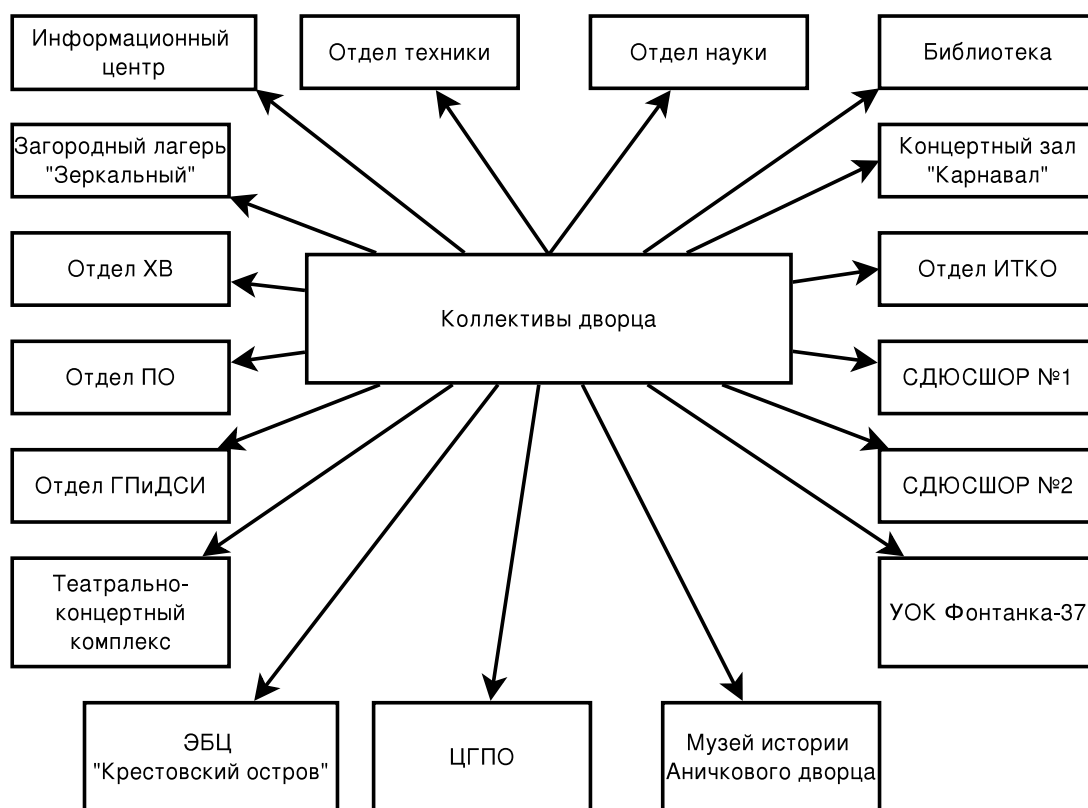 Информационный
центр
Отдел техники
Отдел науки
Библиотека
Загородный лагерь
"Зеркальный"
Концертный зал
"Карнавал"
Отдел ХВ
Отдел ИТКО
Коллективы дворца
Отдел ПО
СДЮСШОР №1
Отдел ГПиДСИ
СДЮСШОР №2
Театрально-
концертный
комплекс
УОК Фонтанка-37
ЭБЦ
"Крестовский остров"
ЦГПО
Музей истории
Аничкового дворца